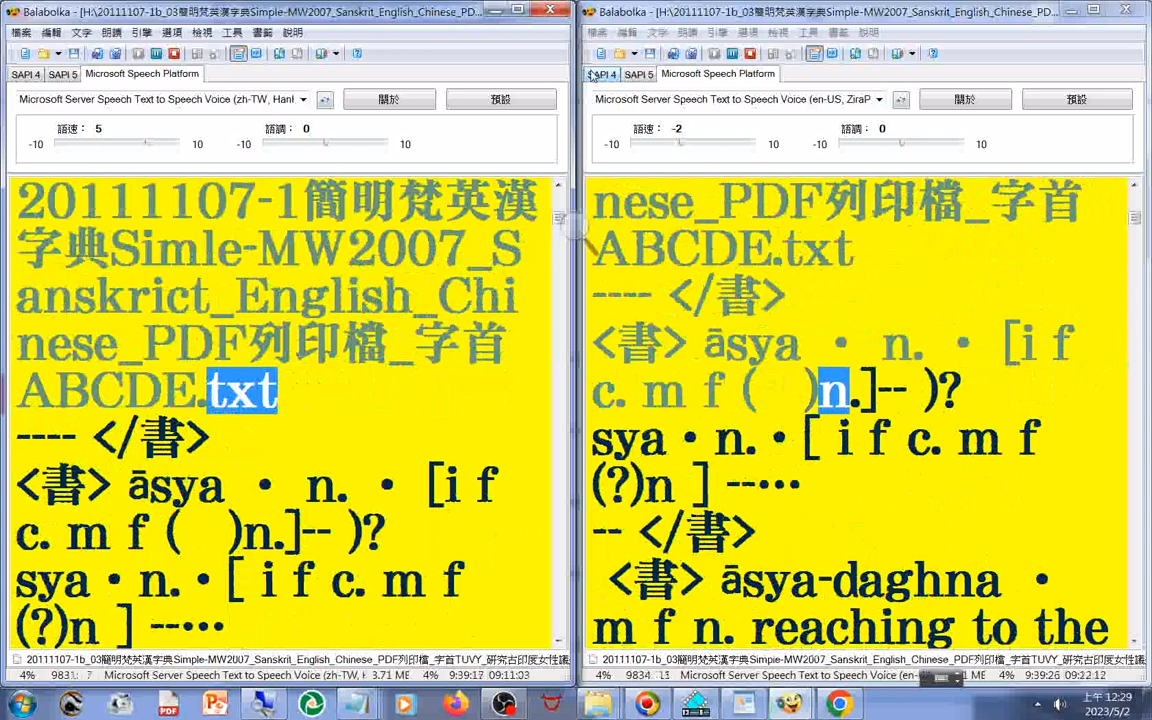 Balabolka - [H:\20111107-1b_03簡明梵英漢字典Simple-MW2007_Sanskrit_English_Chinese_PD...
檔案 編輯 文字 朗讀 引擎 選項 檢視 工具 書籤 說明
SAPI 4 SAPI 5 Microsoft Speech Platform
Microsoft Server Speech Text to Speech Voice (zh-TW, HanH 關於 預設
語速： 5 語調： 0
-10 10 -10 10
20111107-1簡明梵英漢
字典Simle-MW2007_S
anskrict_English_Chi
nese_PDF列印檔_字首
ABCDE.txt
---- </書>
<書> āsya • n. • [i f
c. m f ( )n.]-- )?
sya • n. • [ i f c. m f
(?)n ] --···
20111107-1b_03簡明梵英漢字典Simple-MW2007_Sanskrit_English_Chinese_PDF列印檔_字首TUVY_研究古印度女性議
4% 9831. 7 Microsoft Server Speech Text to Speech Voice (zh-TW, H 3.71 ME 4% 9:39:17 09:11:03
Balabolka - [H:\20111107-1b_03簡明梵英漢字典Simple-MW2007_Sanskrit_English_Chinese_PD...
檔案 編輯 文字 朗讀 引擎 選項 檢視 工具 書籤 說明
SAPI 4 SAPI 5 Microsoft Speech Platform
Microsoft Server Speech Text to Speech Voice (en-US, ZiraP 關於 預設
語速： -2 語調： 0
-10 10 -10 10
nese_PDF列印檔_字首
ABCDE.txt
---- </書>
<書> āsya • n. • [i f
c. m f ( )n.]-- )?
sya • n. • [ i f c. m f
(?)n ] --···
-- </書>
<書> āsya-daghna •
m f n. reaching to the
20111107-1b_03簡明梵英漢字典Simple-MW2007_Sanskrit_English_Chinese_PDF列印檔_字首TUVY_研究古印度女性議
4% 9834. Microsoft Server Speech Text to Speech Voice (en-US, 4% 9:39:26 09:22:12
上午 12:29
2023/5/2